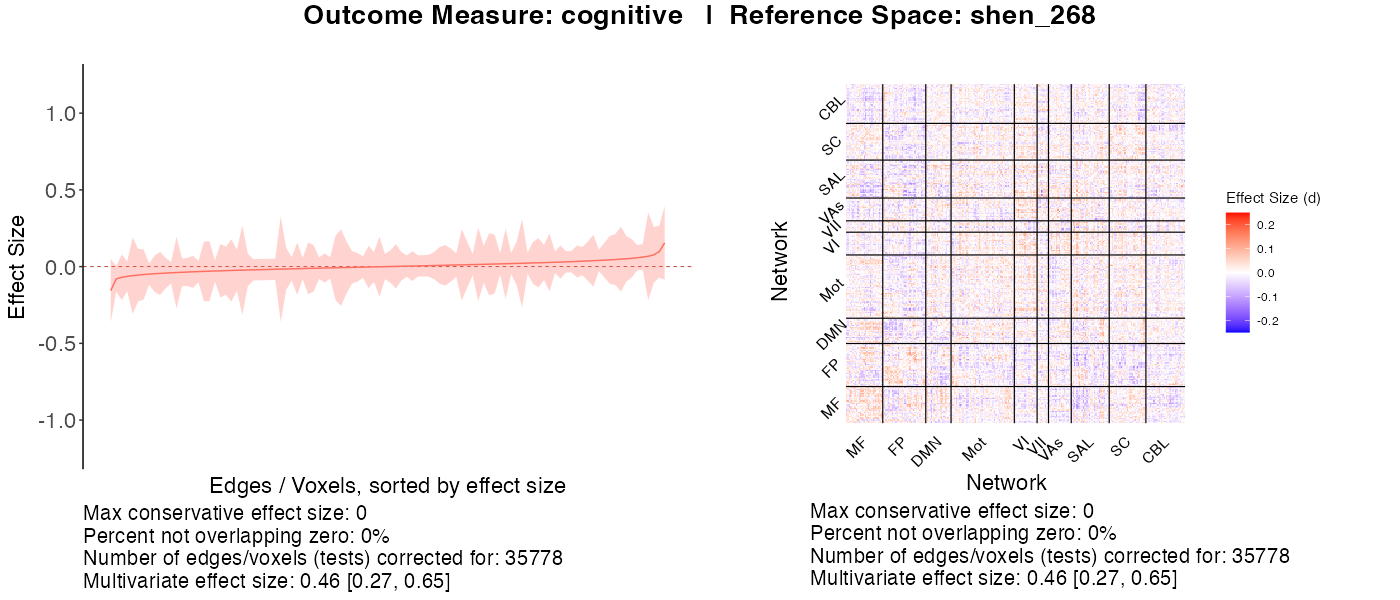 Outcome Measure: cognitive | Reference Space: shen_268
1.0
0.5
0.0
-0.5
-1.0
Effect Size
Edges / Voxels, sorted by effect size
Max conservative effect size: 0
Percent not overlapping zero: 0%
Number of edges/voxels (tests) corrected for: 35778
Multivariate effect size: 0.46 [0.27, 0.65]
Network
CBL
SC
SAL
VAs
VII
VI
Mot
DMN
FP
MF
MF
FP
DMN
Mot
VI
VII
VAs
SAL
SC
CBL
Network
Effect Size (d)
0.2
0.1
0.0
-0.1
-0.2
Max conservative effect size: 0
Percent not overlapping zero: 0%
Number of edges/voxels (tests) corrected for: 35778
Multivariate effect size: 0.46 [0.27, 0.65]